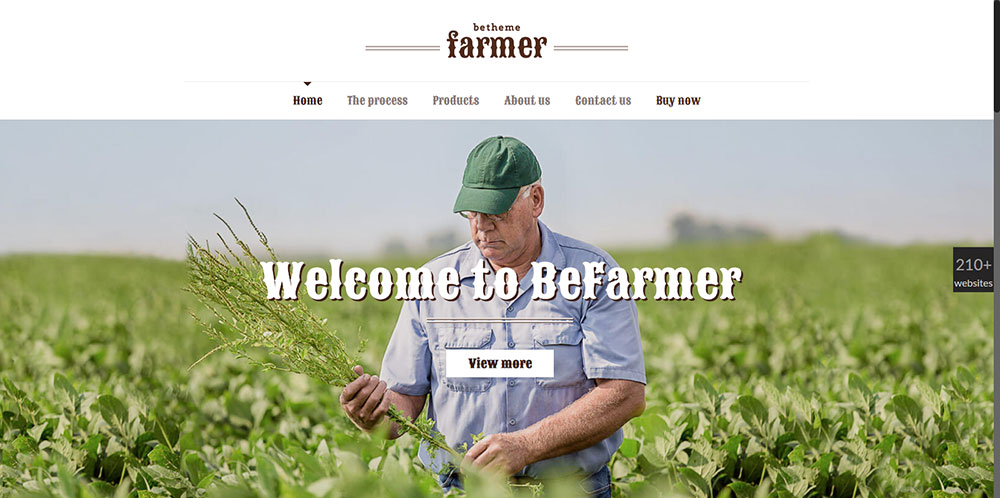 betheme
farmer
Home The process Products About us Contact us Buy now
Welcome to BeFarmer
View more
210+
websites